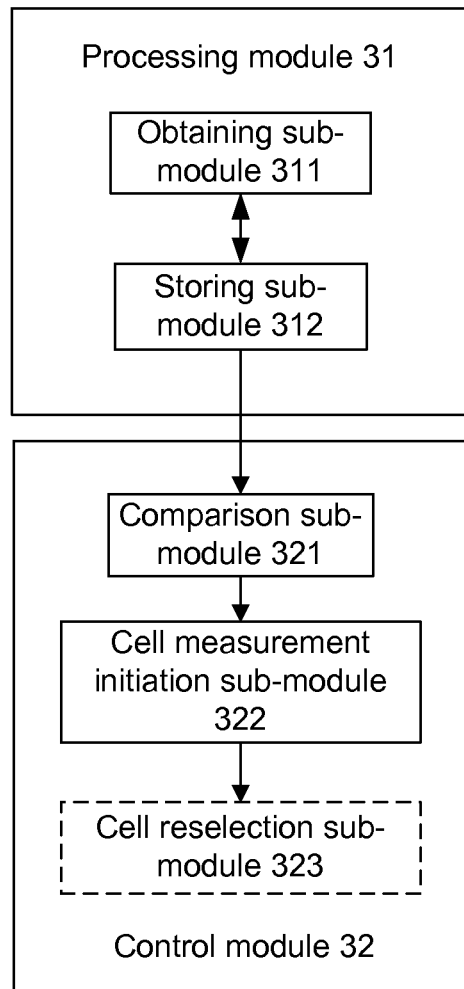 Processing module 31
Obtaining sub-
module 311
Storing sub-
module 312
Comparison sub-
module 321
Cell measurement
initiation sub-module
322
Cell reselection sub-
module 323
Control module 32